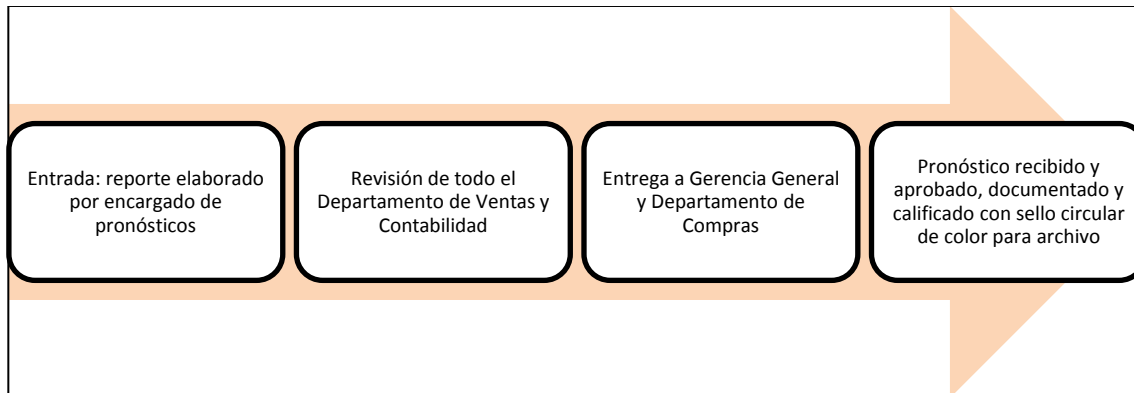 Entrada: reporte elaborado
por encargado de
pronósticos
Revisión de todo el
Departamento de Ventas y
Contabilidad
Entrega a Gerencia General
y Departamento de
Compras
Pronóstico recibido y
aprobado, documentado y
calificado con sello circular
de color para archivo